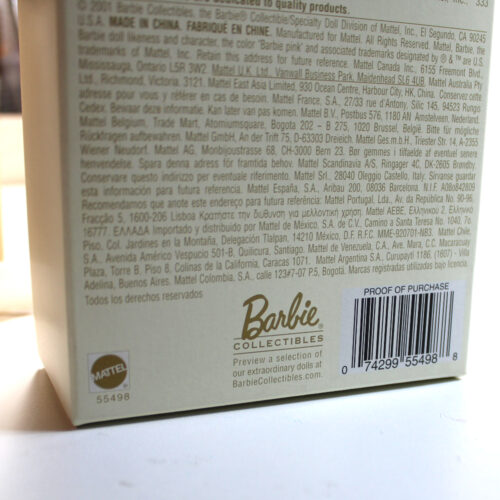 are dedicated to quality products.
© 2001 Barbie Collectibles, the Barbie® Collectible/Specialty Doll Division of Mattel, Inc., 333
El Segundo, CA 90245
MADE IN CHINA. FABRIQUÉ EN CHINE. Manufactured for Mattel. All Rights Reserved. Mattel, Barbie, the
Barbie doll likeness and character, the color "Barbie pink" and associated trademarks designated by ® & ™ are U.S.
Mattel, Inc. Retain this address for future reference: Mattel Canada Inc., 6155 Freemont Blvd.,
Mississauga, Ontario L5R 3W2. Mattel U.K. Ltd., Vanwall Business Park, Maidenhead SL6 4UB. Mattel Australia Pty
Ltd., Richmond, Victoria. 3121. Mattel East Asia Limited, 930 Ocean Centre, Harbour City, HK, China. Conservez cette
adresse pour vous y référer en cas de besoin. Mattel France, S.A., 27/33 rue d'Antony, Silic 145, 94523 Rungis
Cedex. Bewaar deze informatie. Kan later van pas komen. Mattel B.V., Postbus 576, 1180 AN Amstelveen, Nederland.
Mattel Belgium, Trade Mart, Atomiumsquare, Bogota 202 – B 275, 1020 Brussel, België. Bitte für mögliche
Rückfragen aufbewahren. Mattel GmbH, An der Trift 75, D-63303 Dreieich. Mattel Ges.m.b.H., Triester Str. 14, A-2355
Wiener Neudorf. Mattel AG, Monbijoustrasse 68, CH-3000 Bern 23. Bør gemmes i tilfælde af eventuel senere
henvendelse. Spara denna adress för framtida behov. Mattel Scandinavia A/S, Ringager 4C, DK-2605 Brøndby.
Conservare questo indirizzo per eventuale riferimento. Mattel Srl, 28040 Oleggio Castello, Italy. Sírvanse guardar
esta información para futura referencia. Mattel España, S.A., Aribau 200, 08036 Barcelona. N.I.F. A08842809
Recomendamos que anote este endereço para futura referência. Mattel Portugal, Lda., Av. da República No. 90-96,
Fracção 5, 1600-206 Lisboa Κρατήστε την διεύθυνση για μελλοντική χρήση. Mattel AEBE, Ελληνικού 2, Ελληνικό
16777, ΕΛΛΑΔΑ Importado y distribuido por Mattel de México, S.A. de C.V., Camino a Santa Teresa No. 1040, 7o.
Piso, Col. Jardines en la Montaña, Delegación Tlalpan, 14210 México, D.F. MME-920701-NB3. Mattel Chile,
S.A., Avenida Américo Vespucio 501-B, Quilicura, Santiago. Mattel de Venezuela, C.A., Ave. Mara, C.C. Macaracuay
Plaza, Torre B, Piso 8, Colinas de la California, Caracas 1071. Mattel Argentina S.A., Curupaytí 1186, (1607) – Villa
Adelina, Buenos Aires. Mattel Colombia, S.A., calle 123#7-07 P.5, Bogotá. Marcas registradas utilizadas bajo licencia.
55498-0920
Barbie®
COLLECTIBLES
Preview a selection of
our extraordinary dolls at
BarbieCollectibles.com
MATTEL
55498
PROOF OF PURCHASE
0 74299 55498 8